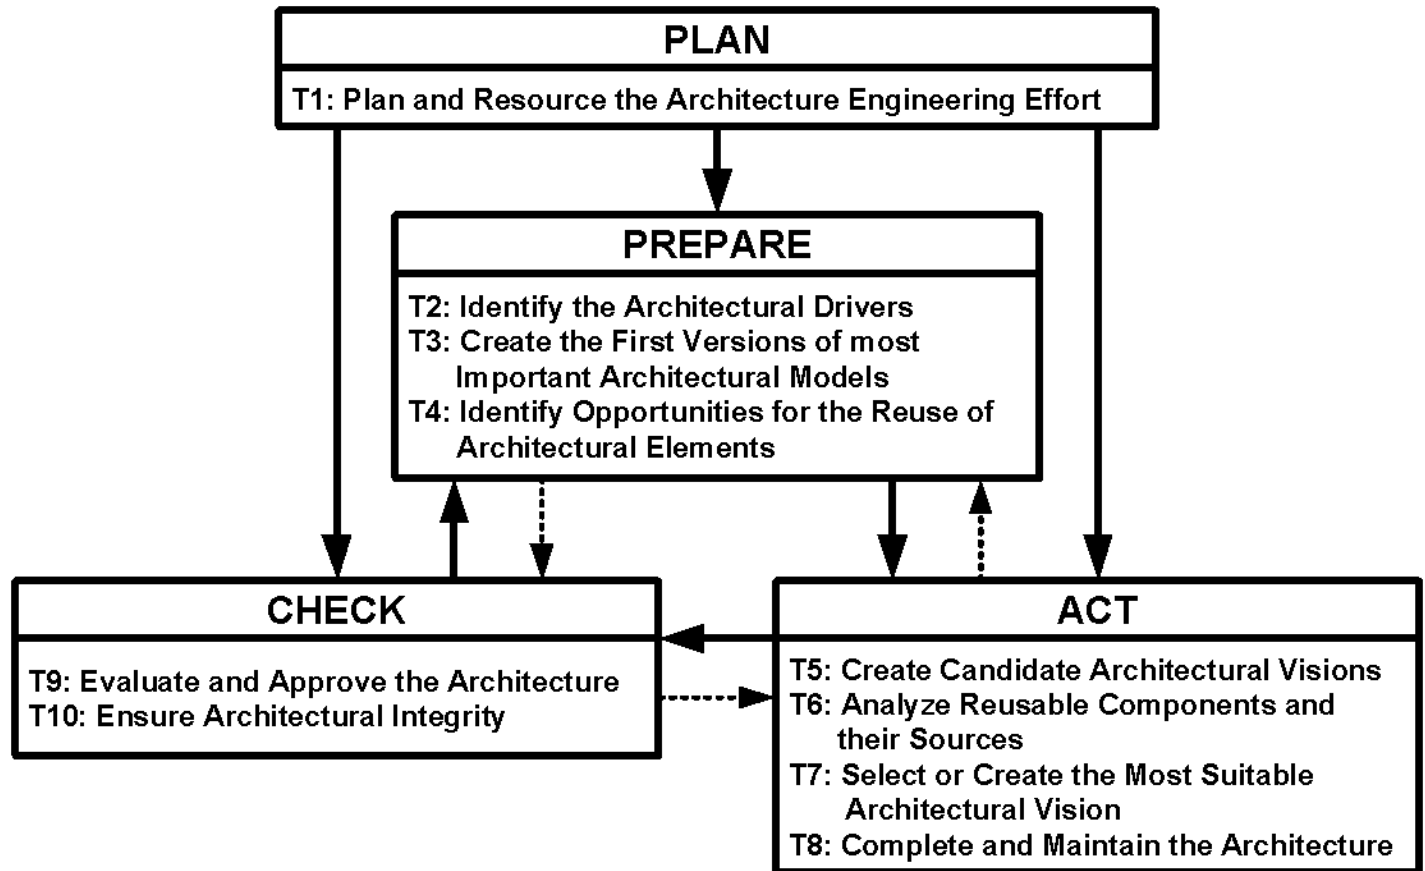 PLAN
T1: Plan and Resource the Architecture Engineering Effort
PREPARE
T2: Identify the Architectural Drivers
T3: Create the First Versions of most
Important Architectural Models
T4: Identify Opportunities for the Reuse of
Architectural Elements
CHECK
T9: Evaluate and Approve the Architecture
T10: Ensure Architectural Integrity
ACT
T5: Create Candidate Architectural Visions
T6: Analyze Reusable Components and
their Sources
T7: Select or Create the Most Suitable
Architectural Vision
T8: Complete and Maintain the Architecture